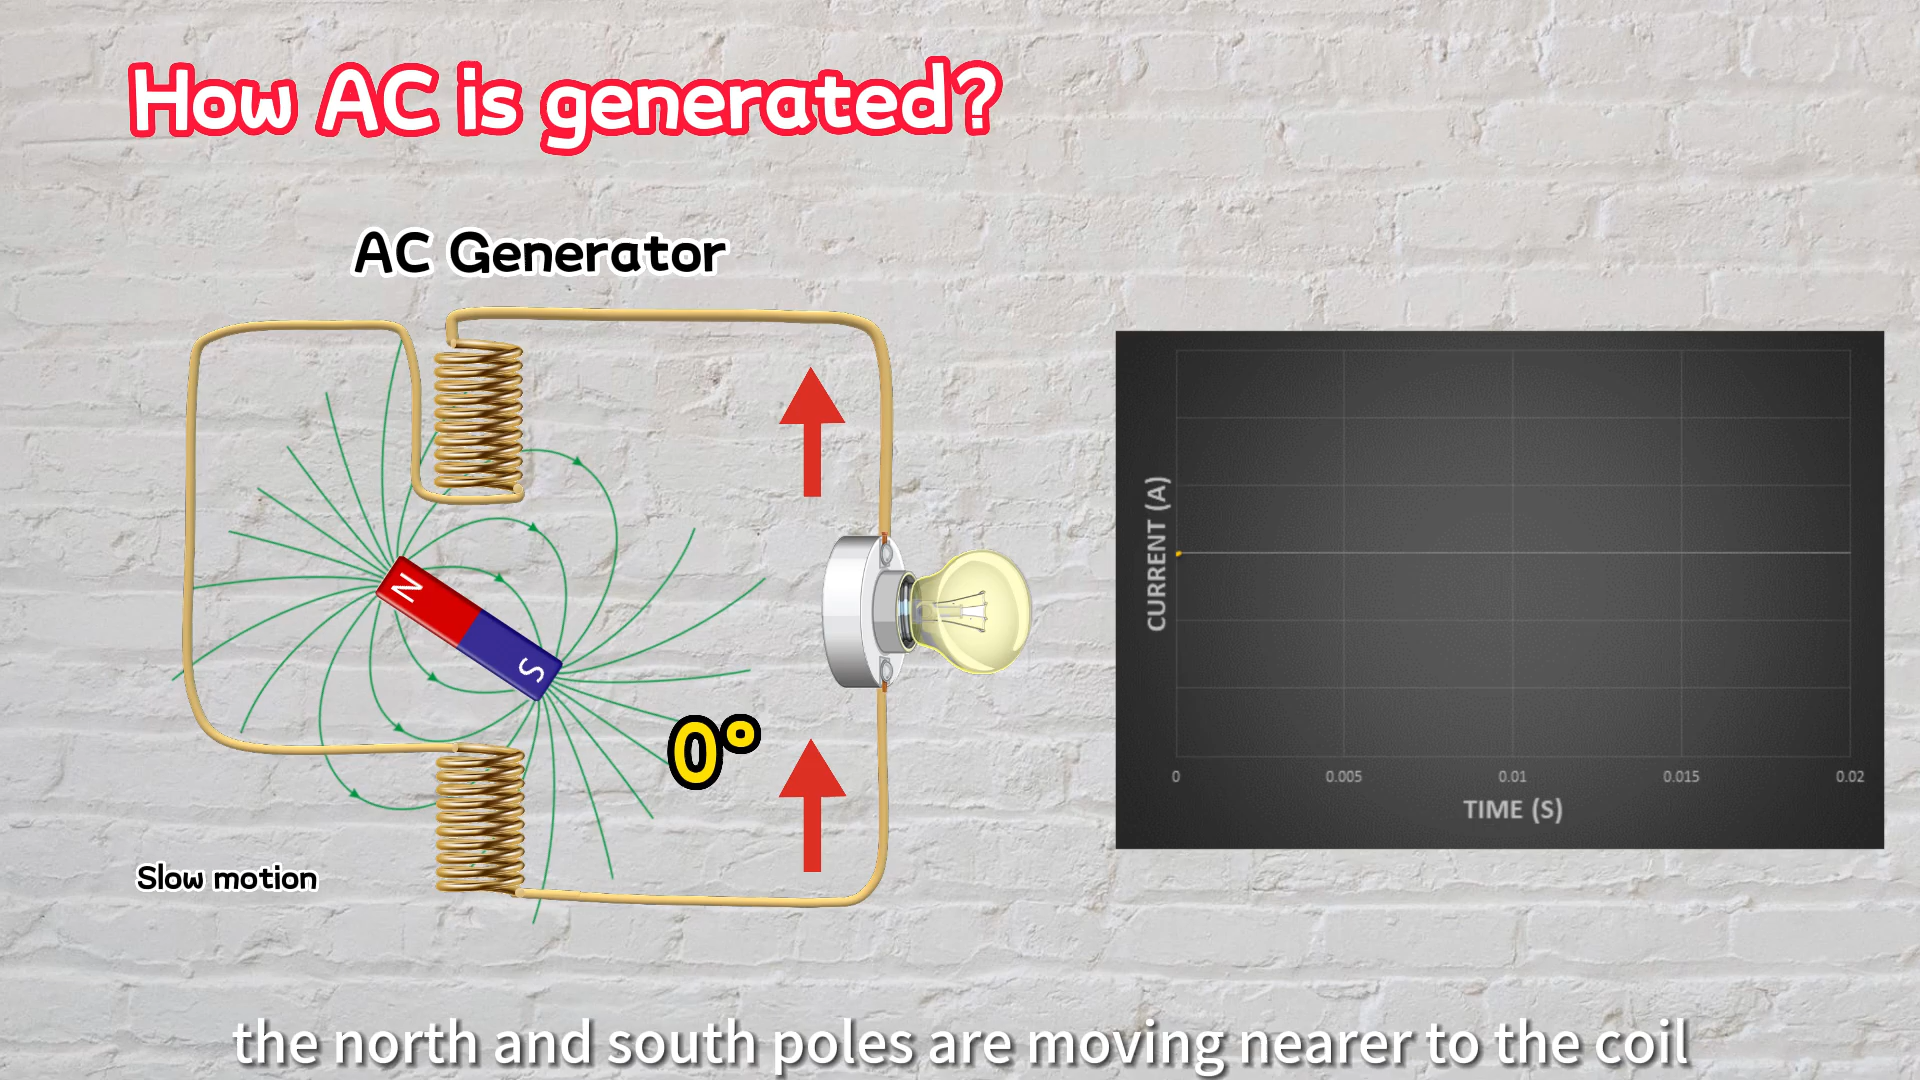 How AC is generated?
AC Generator
N
S
0°
Slow motion
CURRENT (A)
0 0.005 0.01 0.015 0.02
TIME (S)
the north and south poles are moving nearer to the coil